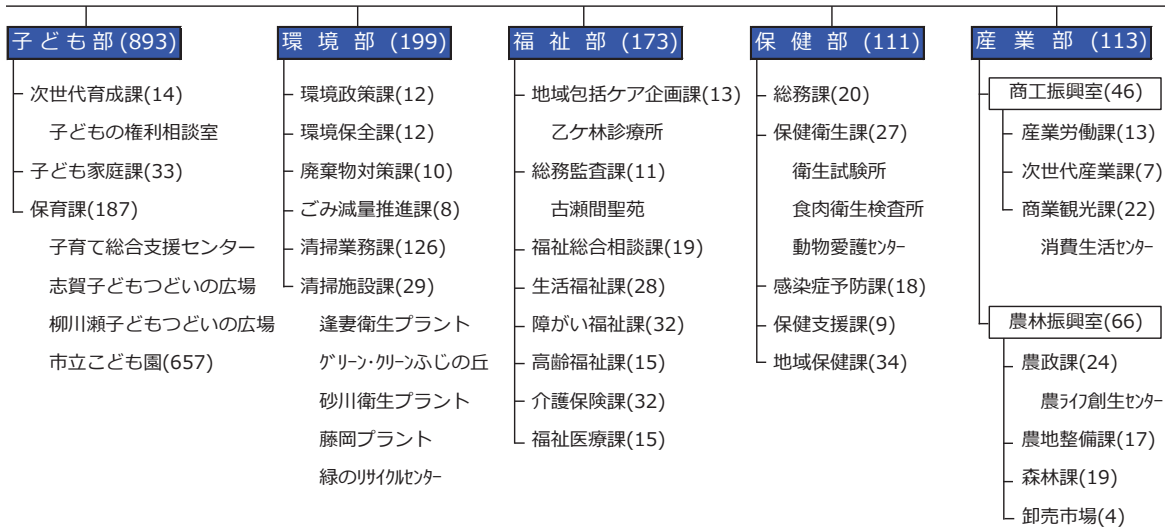 子ども部(893)
次世代育成課(14)
子どもの権利相談室
子ども家庭課(33)
保育課(187)
子育て総合支援センター
志賀子どもつどいの広場
柳川瀬子どもつどいの広場
市立こども園(657)
環境部(199)
環境政策課(12)
環境保全課(12)
廃棄物対策課(10)
ごみ減量推進課(8)
清掃業務課(126)
清掃施設課(29)
逢妻衛生プラント
グリーン・クリーンふじの丘
砂川衛生プラント
藤岡プラント
緑のリサイクルセンター
福祉部(173)
地域包括ケア企画課(13)
乙ケ林診療所
総務監査課(11)
古瀬間聖苑
福祉総合相談課(19)
生活福祉課(28)
障がい福祉課(32)
高齢福祉課(15)
介護保険課(32)
福祉医療課(15)
保健部(111)
総務課(20)
保健衛生課(27)
衛生試験所
食肉衛生検査所
動物愛護センター
感染症予防課(18)
保健支援課(9)
地域保健課(34)
産業部(113)
商工振興室(46)
産業労働課(13)
次世代産業課(7)
商業観光課(22)
消費生活センター
農林振興室(66)
農政課(24)
農ライフ創生センター
農地整備課(17)
森林課(19)
卸売市場(4)